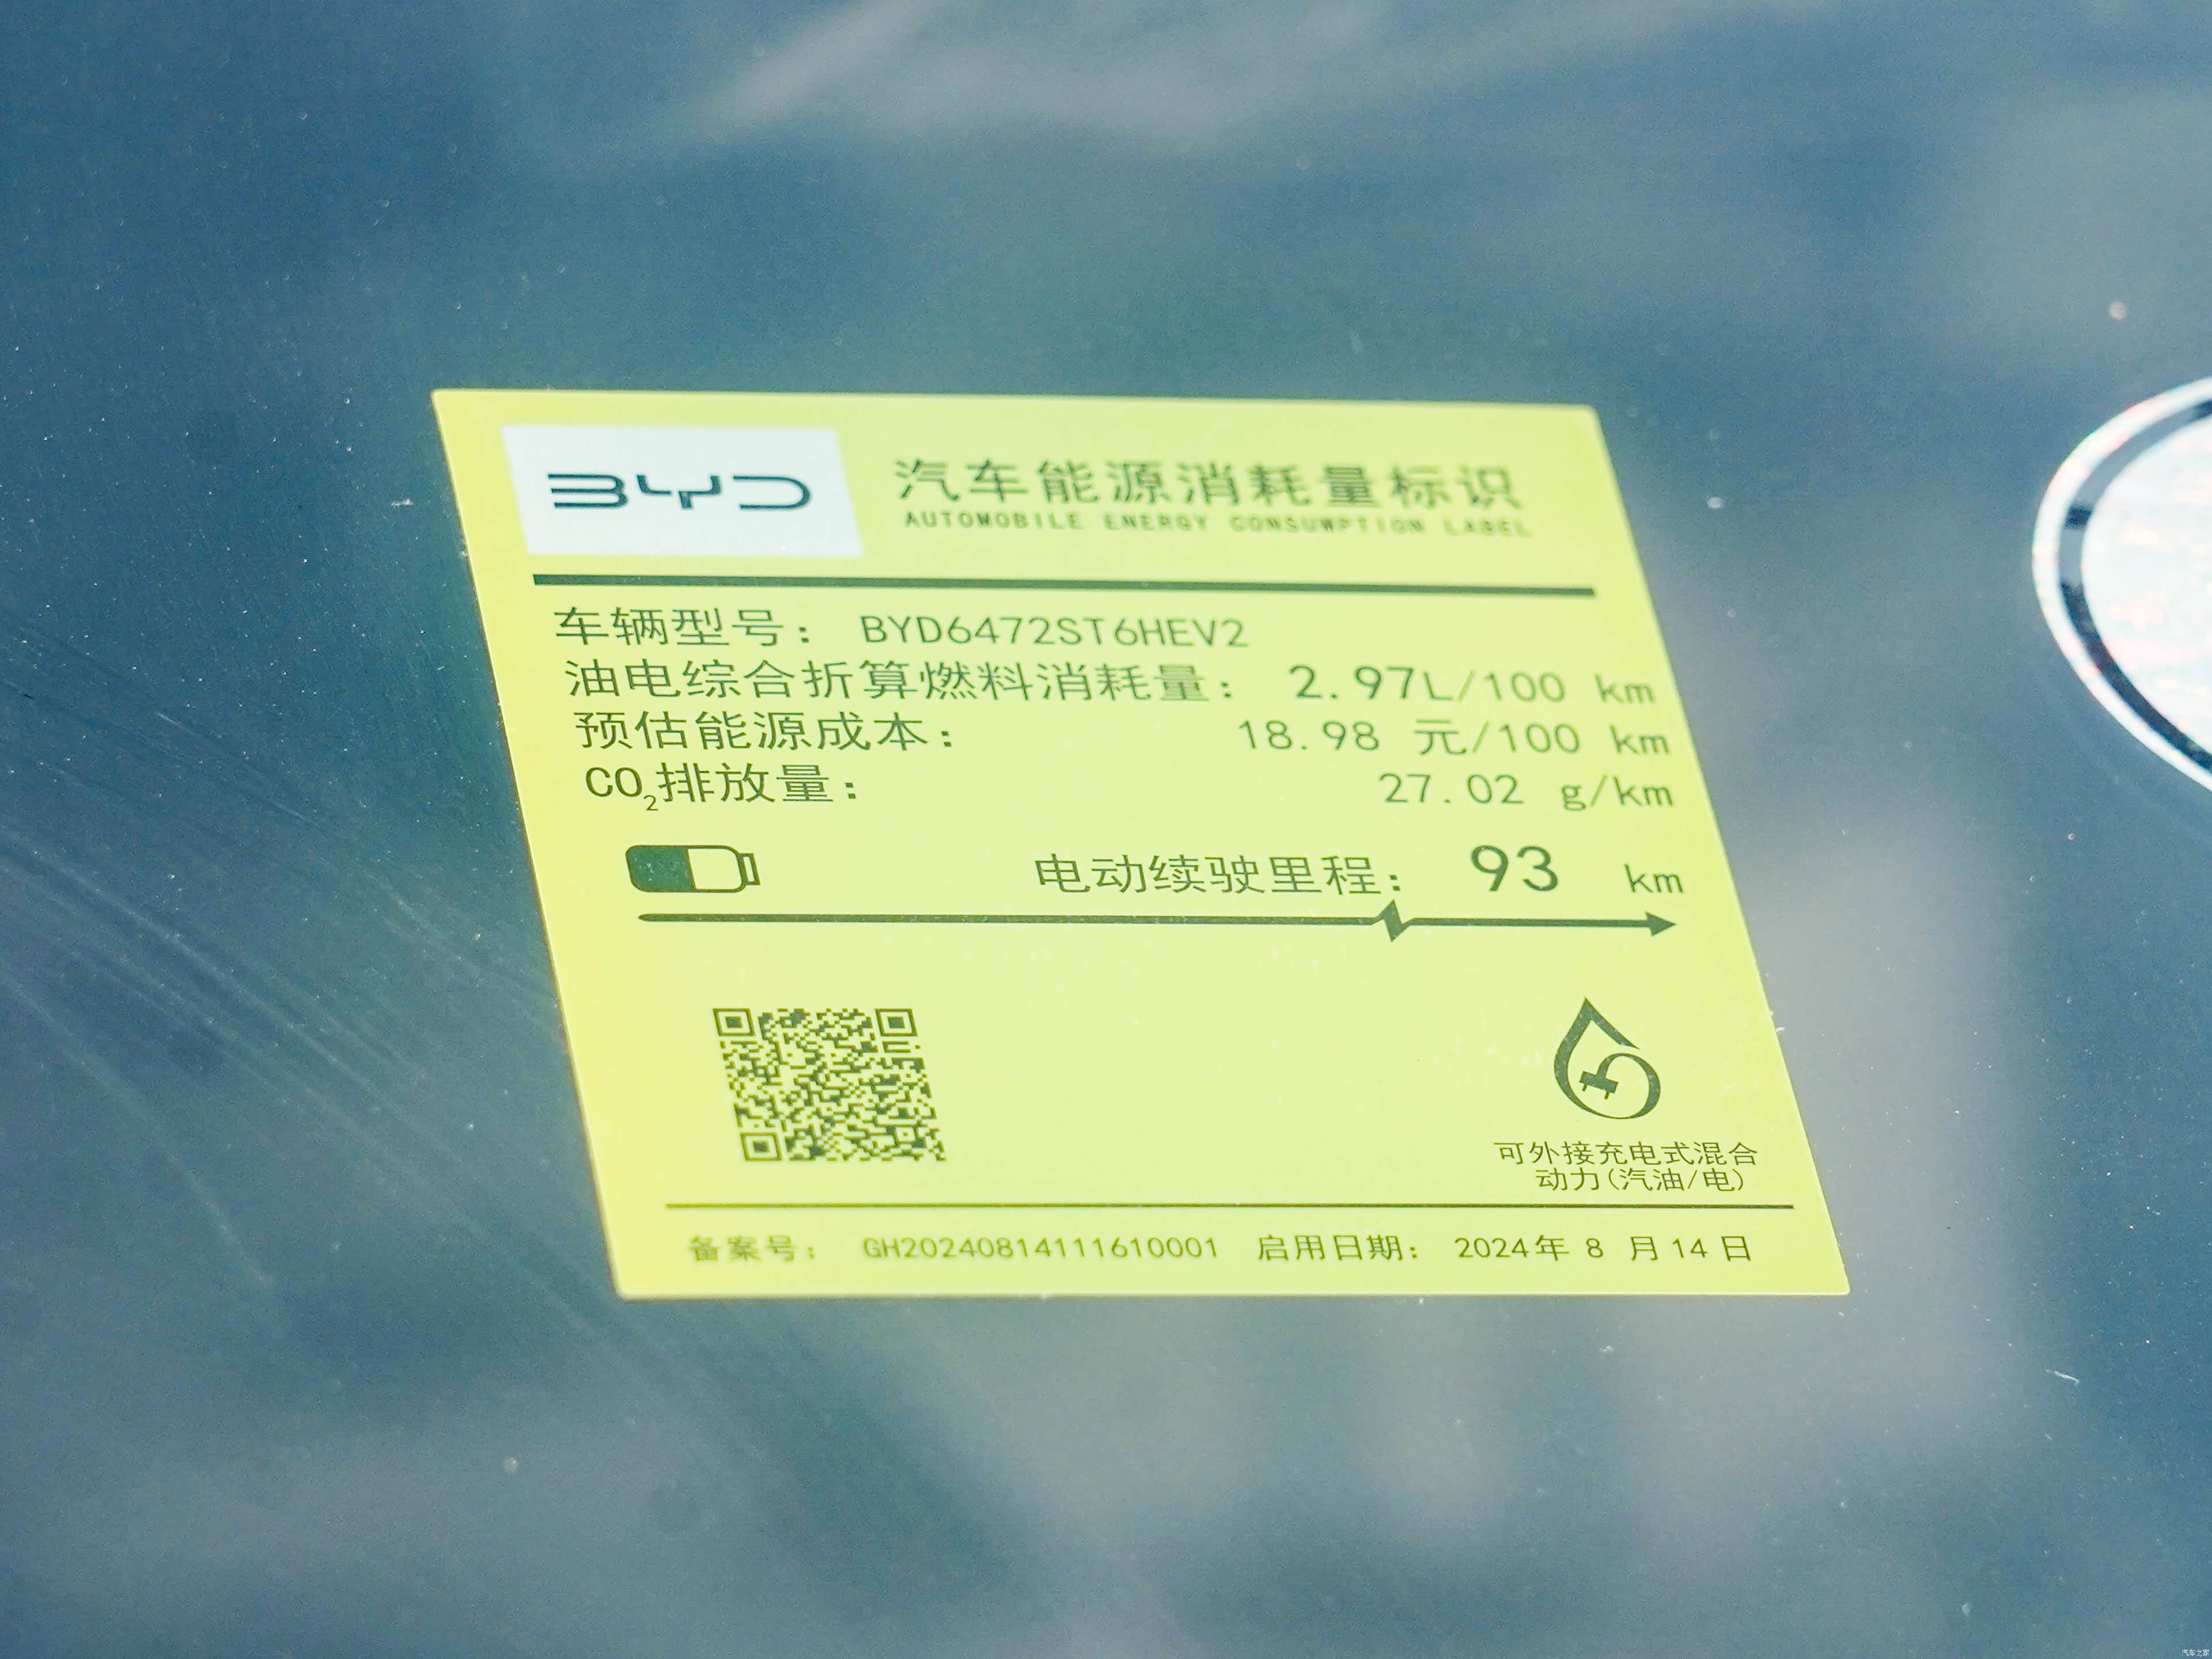 BYD
汽车能源消耗量标识
AUTOMOBILE ENERGY CONSUMPTION LABEL
车辆型号： BYD6472ST6HEV2
油电综合折算燃料消耗量： 2.97L/100 km
预估能源成本： 18.98 元/100 km
CO₂排放量： 27.02 g/km
电动续驶里程： 93 km
可外接充电式混合
动力(汽油/电)
备案号： GH20240814111610001 启用日期： 2024年 8 月 14 日
汽车之家